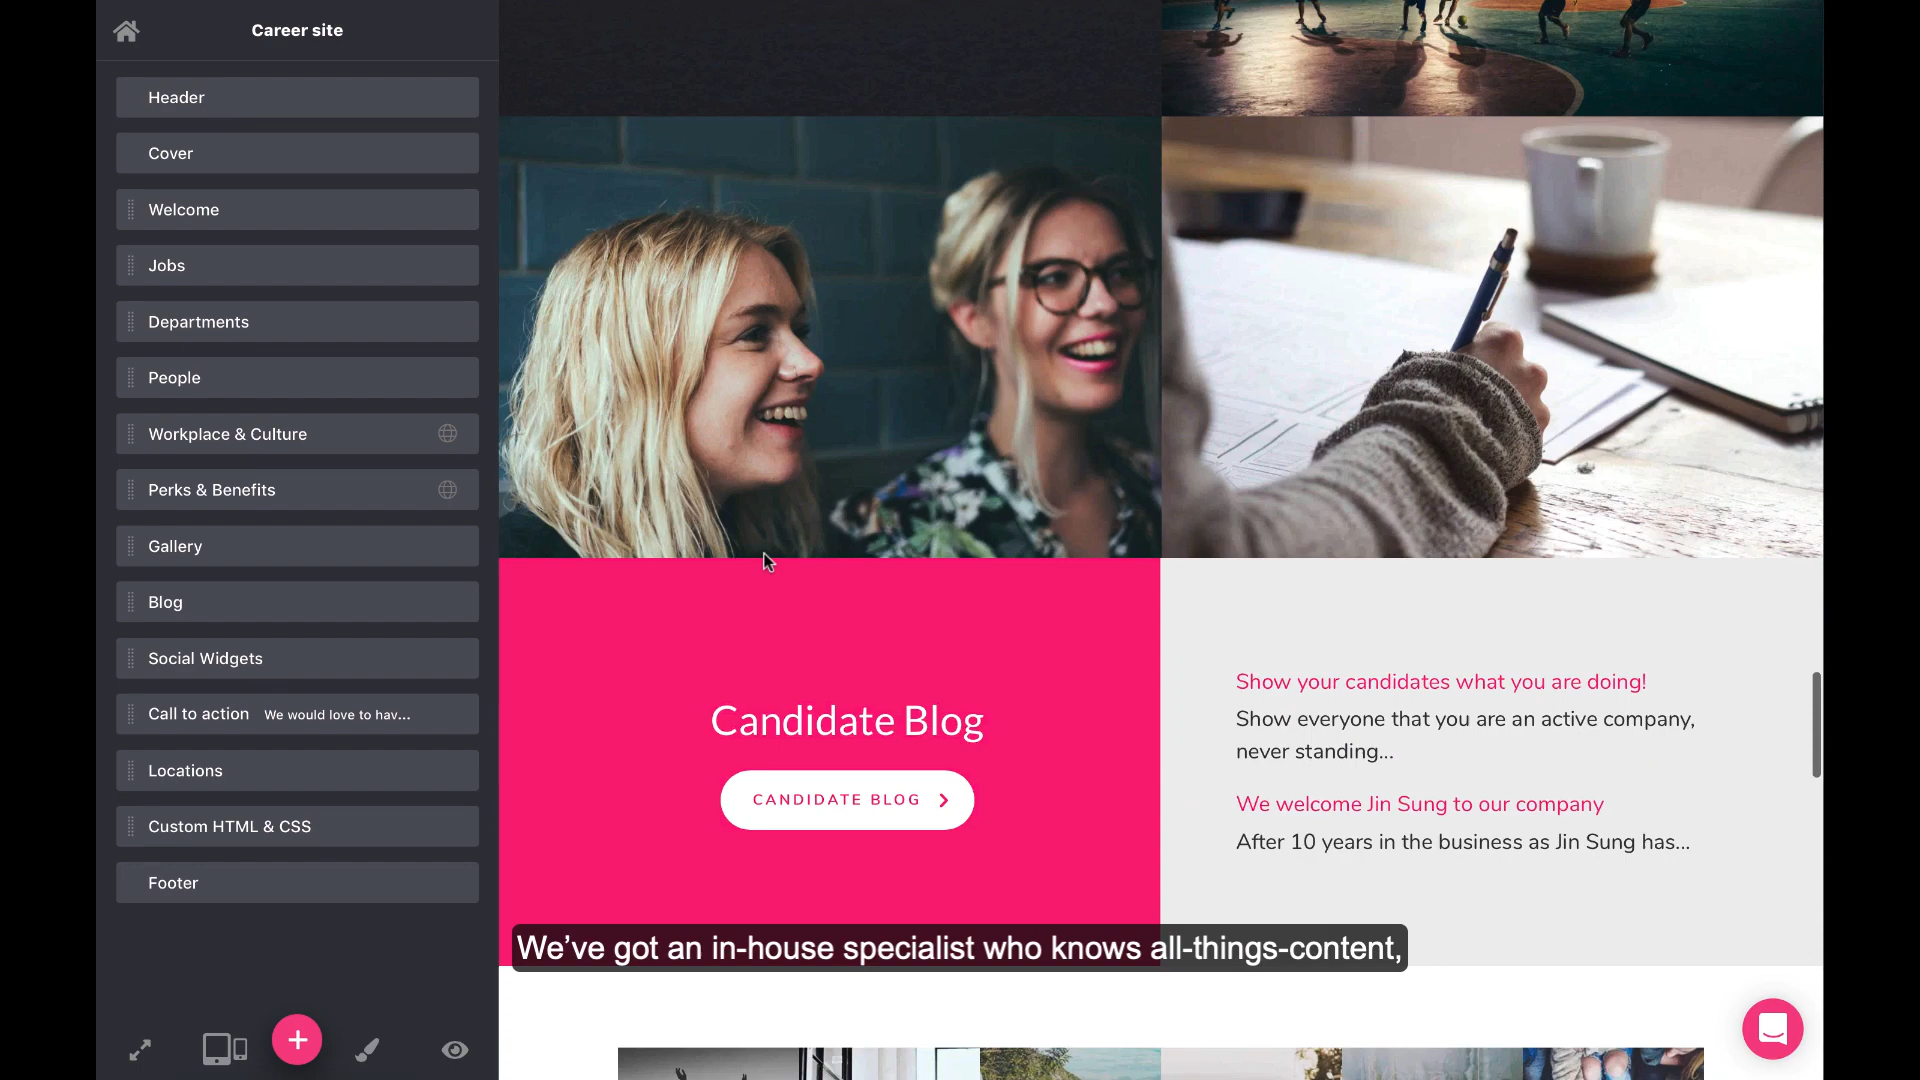 Career site
Header
Cover
Welcome
Jobs
Departments
People
Workplace & Culture
Perks & Benefits
Gallery
Blog
Social Widgets
Call to action We would love to hav...
Locations
Custom HTML & CSS
Footer
Candidate Blog
CANDIDATE BLOG
Show your candidates what you are doing!
Show everyone that you are an active company,
never standing...
We welcome Jin Sung to our company
After 10 years in the business as Jin Sung has...
We've got an in-house specialist who knows all-things-content,